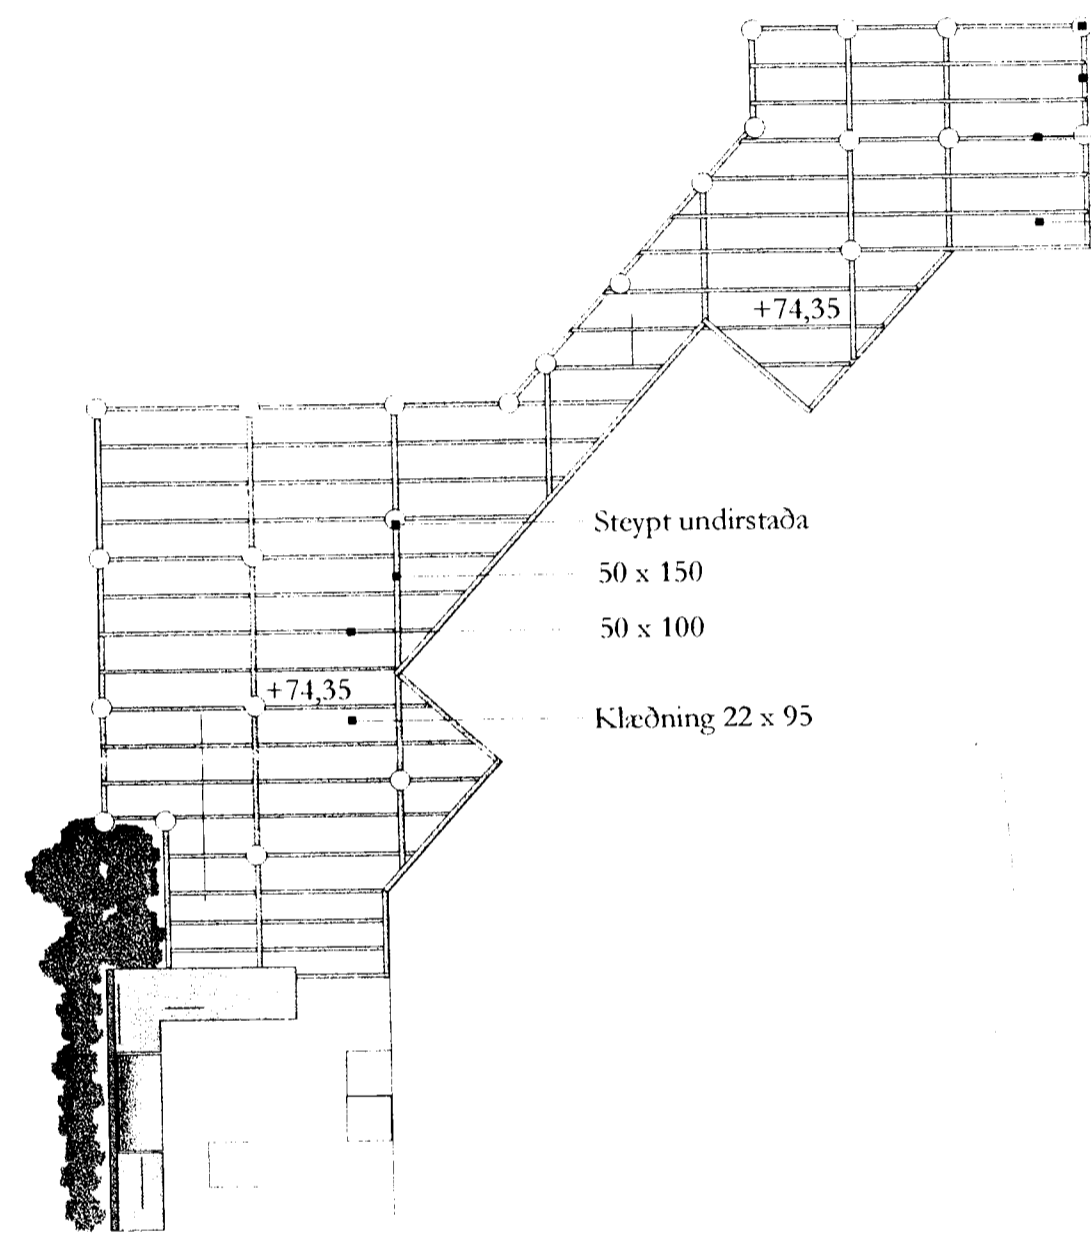 +74,35
Steypt undirstaða
50 x 150
50 x 100
+74,35
Klæðning 22 x 95